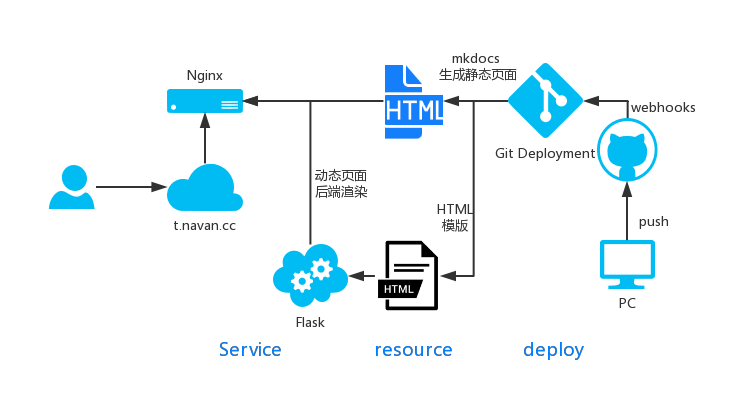 mkdocs
生成静态页面
Nginx
HTML
webhooks
Git Deployment
动态页面
后端渲染
HTML
模版
t.navan.cc
push
HTML
PC
Flask
Service
resource
deploy